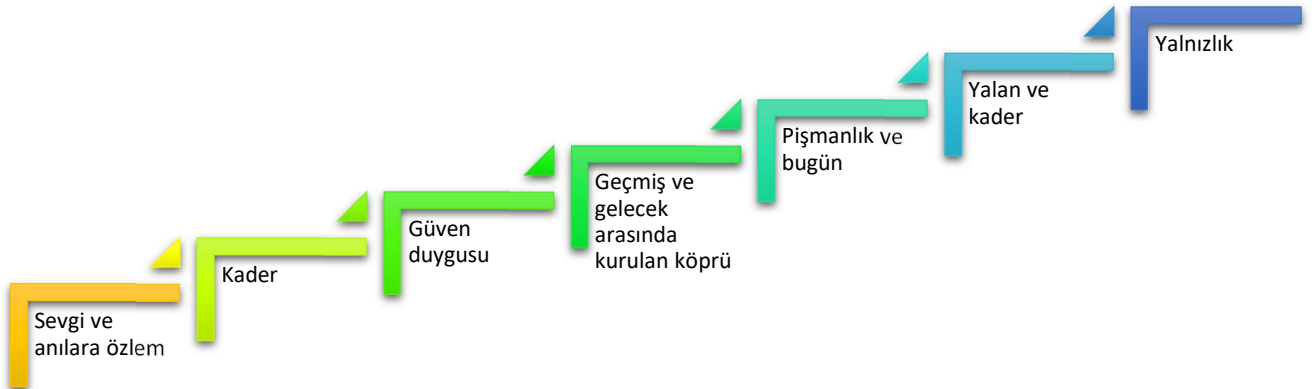 Sevgi ve
anılara özlem
Kader
Güven
duygusu
Geçmiş ve
gelecek
arasında
kurulan köprü
Pişmanlık ve
bugün
Yalan ve
kader
Yalnızlık